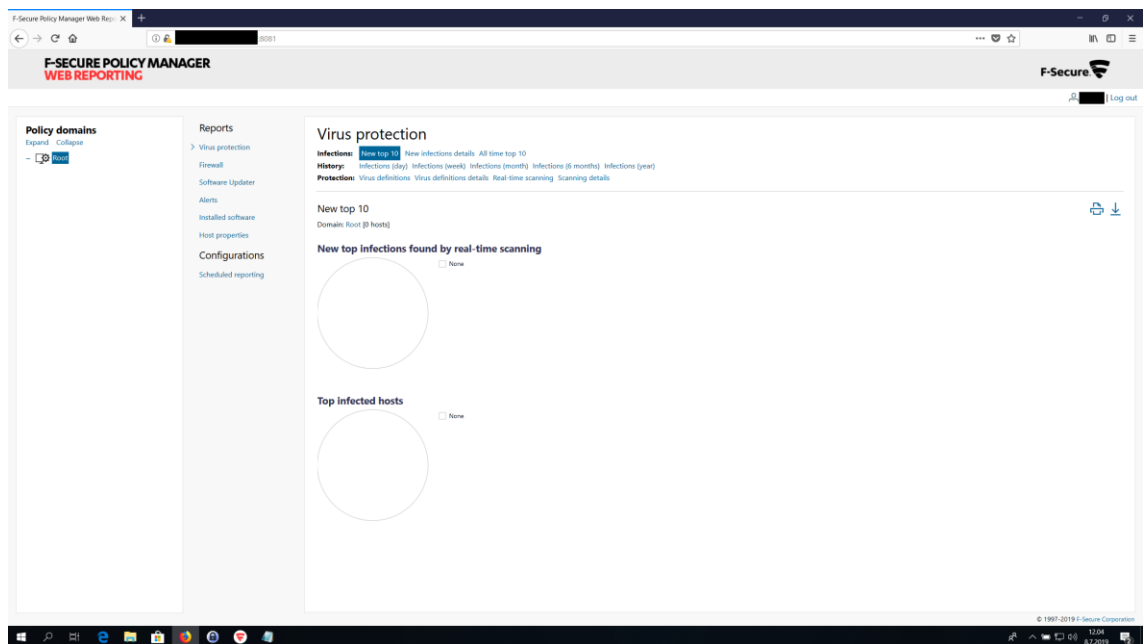 F-Secure Policy Manager Web Repo
8081
F-SECURE POLICY MANAGER
WEB REPORTING
F-Secure.
| Log out
Policy domains
Expand Collapse
Root
Reports
Virus protection
Firewall
Software Updater
Alerts
Installed software
Host properties
Configurations
Scheduled reporting
Virus protection
Infections: New top 10 New infections details All time top 10
History: Infections (day) Infections (week) Infections (month) Infections (6 months) Infections (year)
Protection: Virus definitions Virus definitions details Real-time scanning Scanning details
New top 10
Domain: Root [0 hosts]
New top infections found by real-time scanning
None
Top infected hosts
None
© 1997-2019 F-Secure Corporation
12.04
8.7.2019